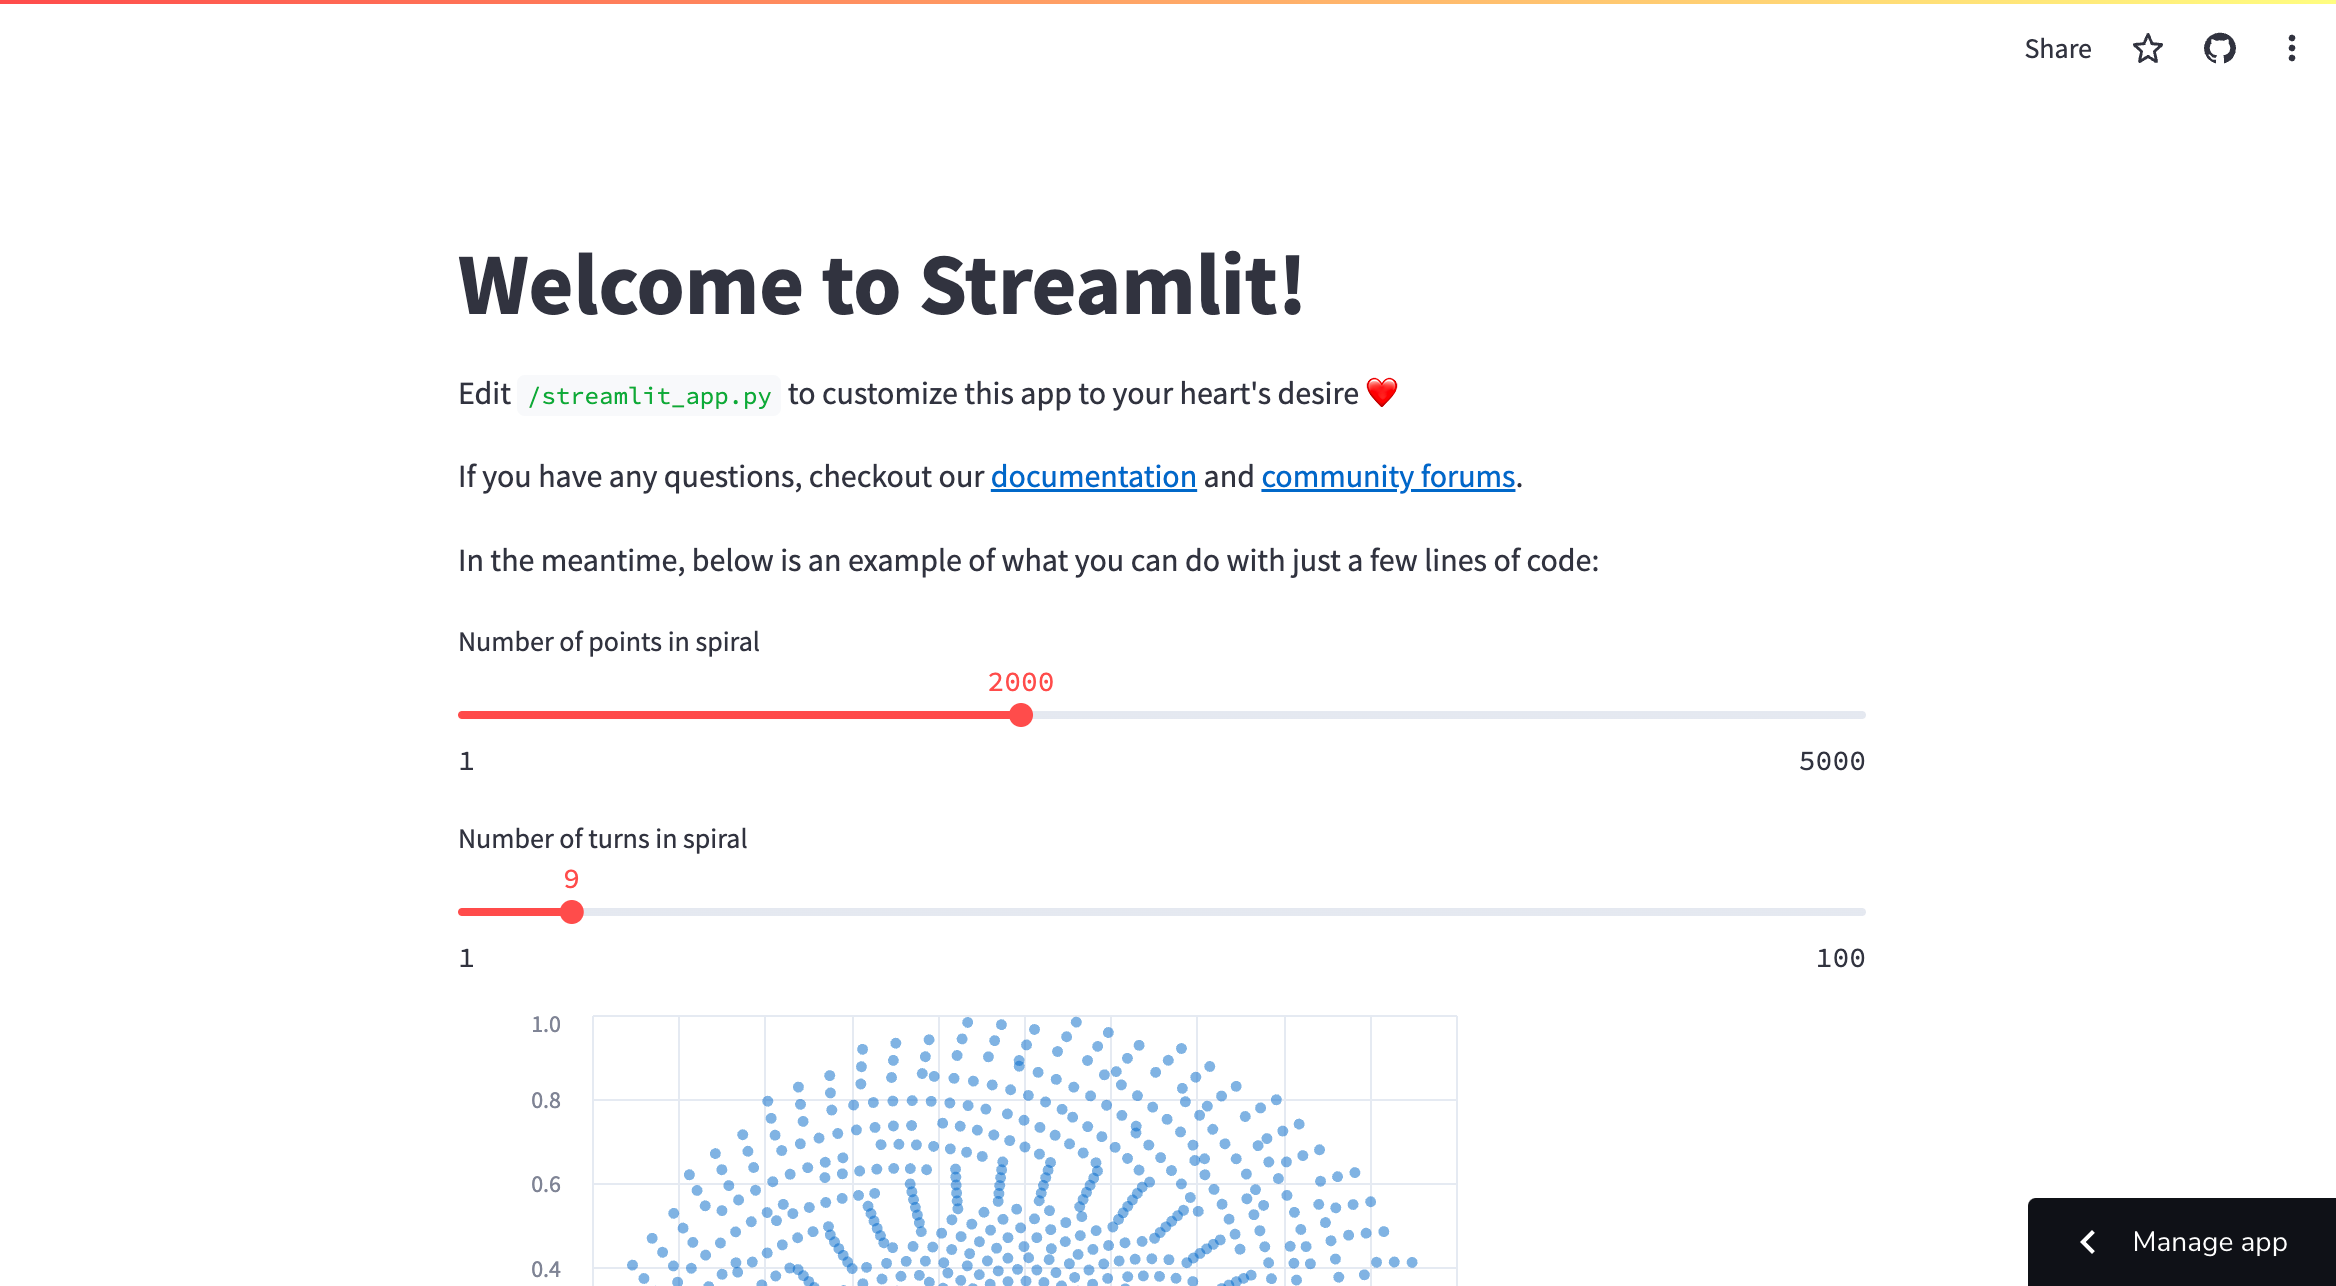 Share
Welcome to Streamlit!
Edit /streamlit_app.py to customize this app to your heart's desire ❤️
If you have any questions, checkout our documentation and community forums.
In the meantime, below is an example of what you can do with just a few lines of code:
Number of points in spiral
2000
1 5000
Number of turns in spiral
9
1 100
1.0
0.8
0.6
0.4
Manage app